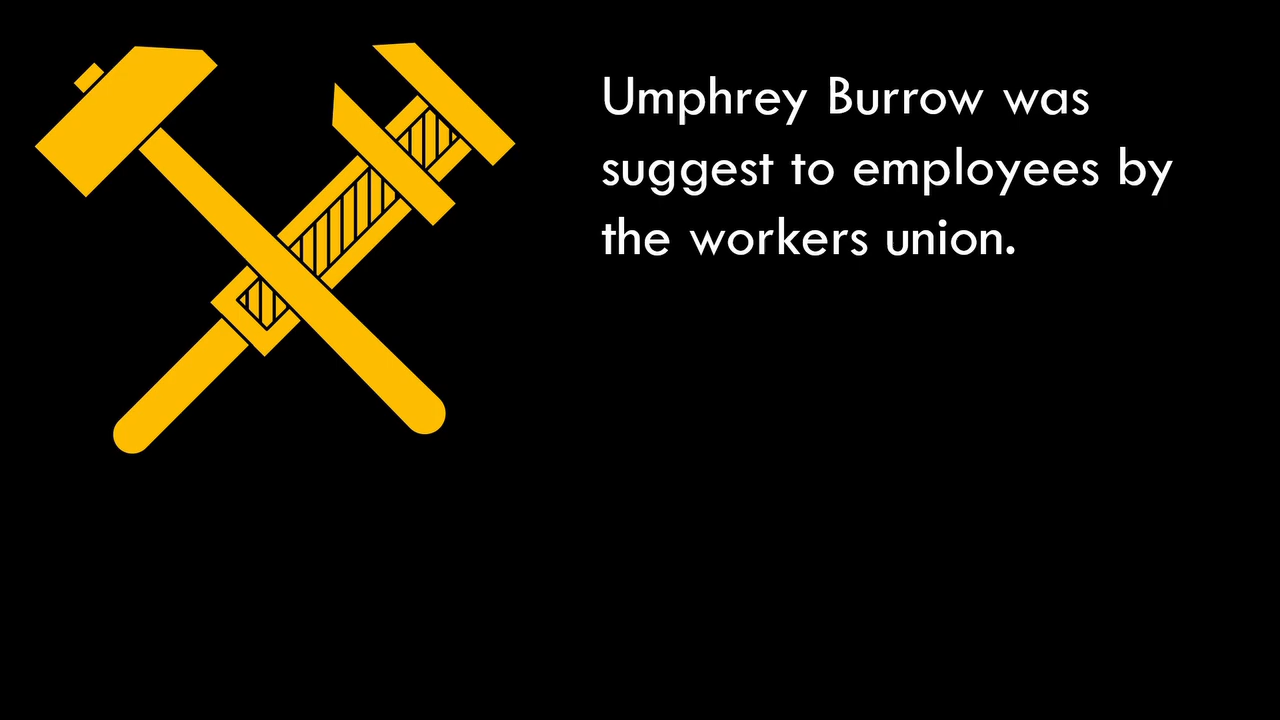 Umphrey Burrow was
suggest to employees by
the workers union.